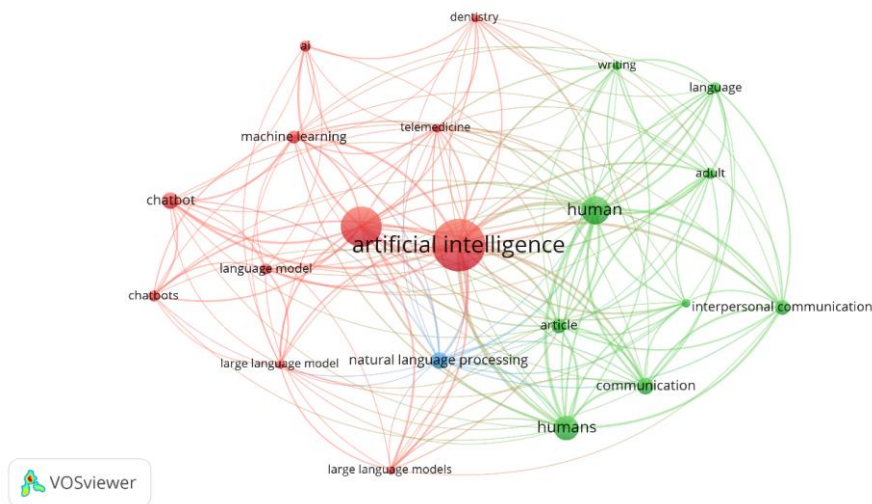 dentistry
ai
writing
language
telemedicine
machine learning
adult
chatbot
human
artificial intelligence
language model
chatbots
interpersonal communication
article
large language model
natural language processing
communication
humans
large language models
VOSviewer